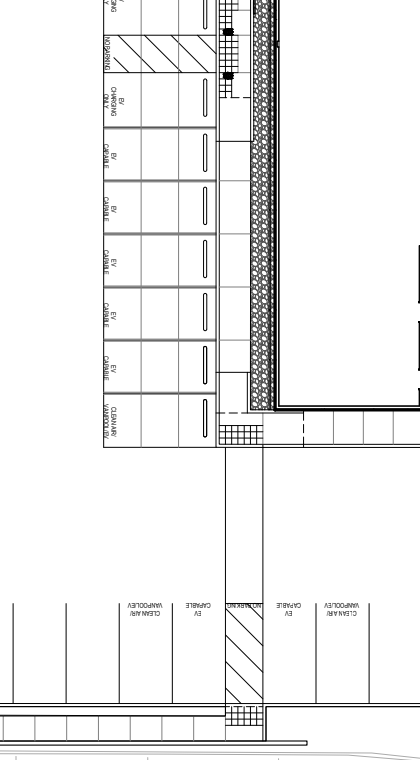 GING
ONLY
NO PARKING
EV
CHARGING
ONLY
EV
CAPABLE
EV
CAPABLE
EV
CAPABLE
EV
CAPABLE
EV
CAPABLE
CLEAN AIR/
VANPOOL/EV
CLEAN AIR/
VANPOOL/EV
EV
CAPABLE
NO PARKING
EV
CAPABLE
CLEAN AIR/
VANPOOL/EV